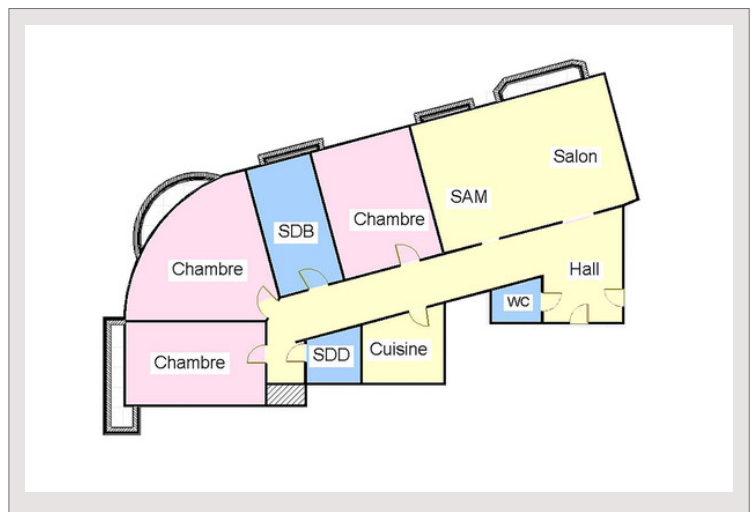 Salon
SAM
Chambre
SDB
Chambre
Hall
WC
Chambre
SDD
Cuisine